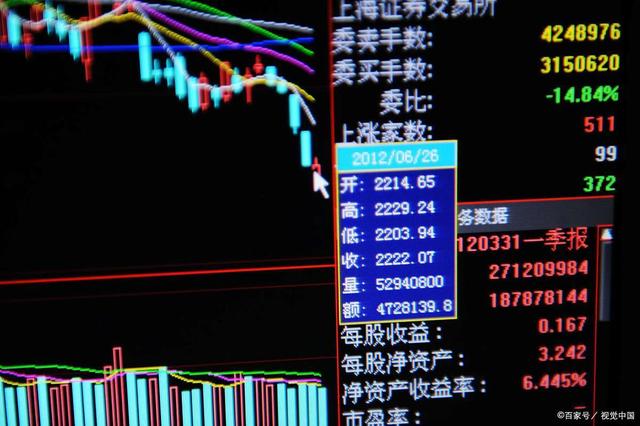 上海证券交易所
委卖手数: 4248976
委买手数: 3150620
委比: -14.84%
上涨家数: 511
99
372
2012/06/26
开: 2214.65
高: 2229.24
低: 2203.94
收: 2222.07
量: 52940800
额: 4728139.8
务数据
120331一季报
271209984
187878144
每股收益: 0.167
每股净资产: 3.242
净资产收益率: 6.445%
市盈率:
©百家号/视觉中国